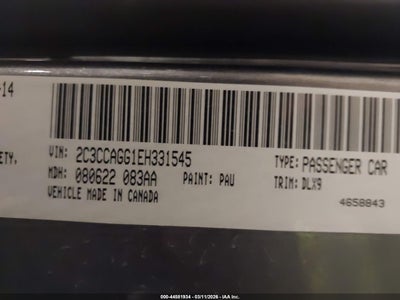 -14
ETY.
VIN: 2C3CCAGG1EH331545
TYPE: PASSENGER CAR
MDH: 080622 083AA
PAINT: PAU
TRIM: DLX9
VEHICLE MADE IN CANADA
4658843
000-44581934 - 03/11/2026 - IAA Inc.